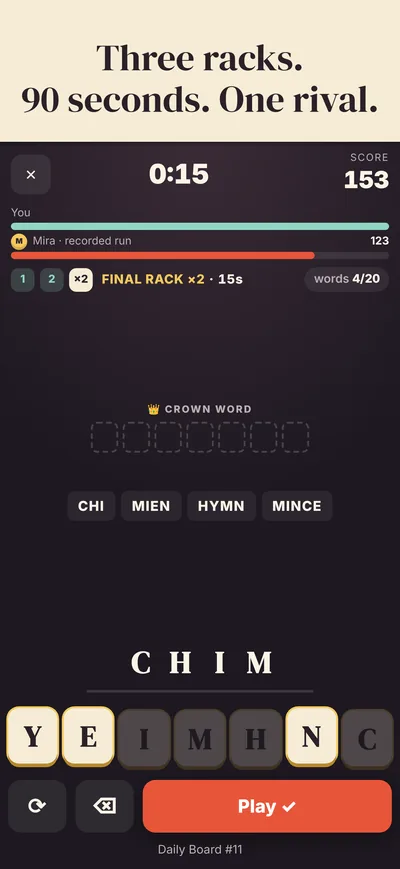 Three racks.
90 seconds. One rival.
× 0:15 SCORE
153
You
M Mira · recorded run 123
1 2 ×2 FINAL RACK ×2 · 15s words 4/20
👑 CROWN WORD
CHI MIEN HYMN MINCE
C H I M
Y E I M H N C
⟳ ⌫ Play ✓
Daily Board #11